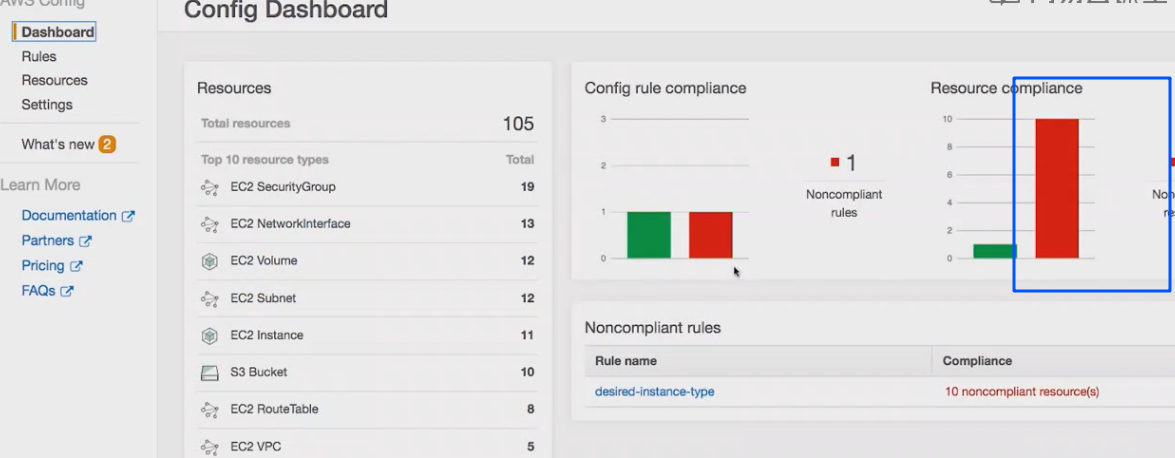 AWS Config
Dashboard
Rules
Resources
Settings
What's new 2
Learn More
Documentation
Partners
Pricing
FAQs
Config Dashboard
Resources
Total resources 105
Top 10 resource types Total
EC2 SecurityGroup 19
EC2 NetworkInterface 13
EC2 Volume 12
EC2 Subnet 12
EC2 Instance 11
S3 Bucket 10
EC2 RouteTable 8
EC2 VPC 5
Config rule compliance
3
2
1
0
1
Noncompliant
rules
Resource compliance
10
8
6
4
2
0
Non
re
Noncompliant rules
Rule name Compliance
desired-instance-type 10 noncompliant resource(s)